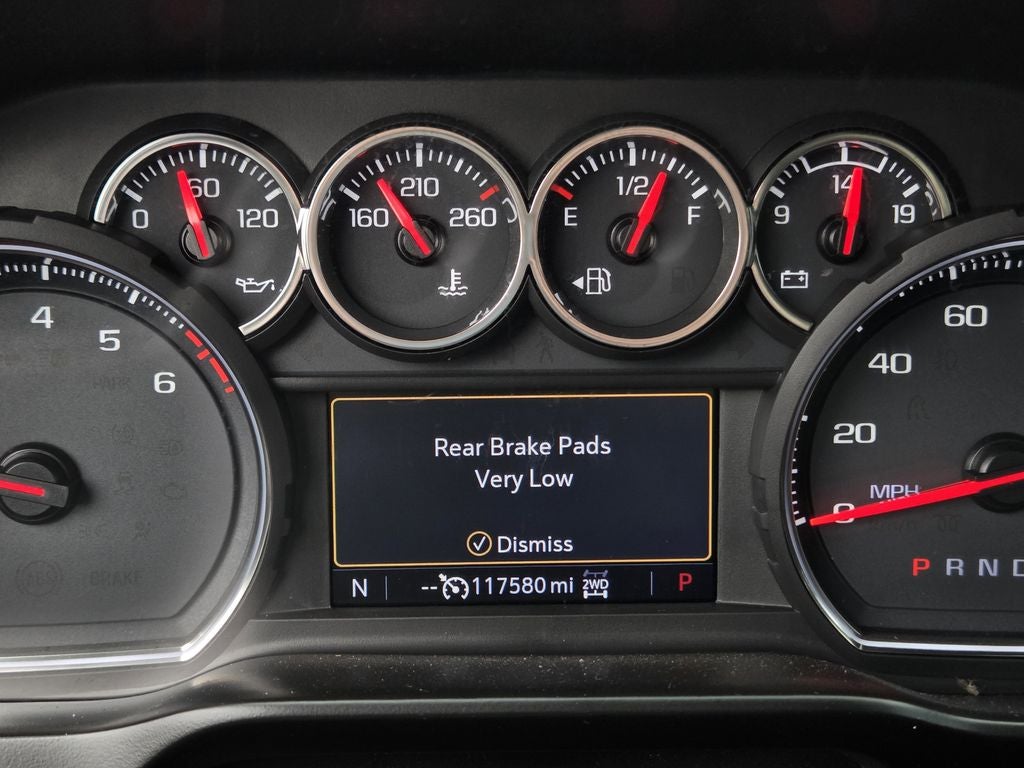 0 60 120
160 210 260
E 1/2 F
9 14 19
4 5 6
60
40
20
0
MPH
Rear Brake Pads
Very Low
Dismiss
N -- 117580 mi 2WD P
P R N D
BRAKE